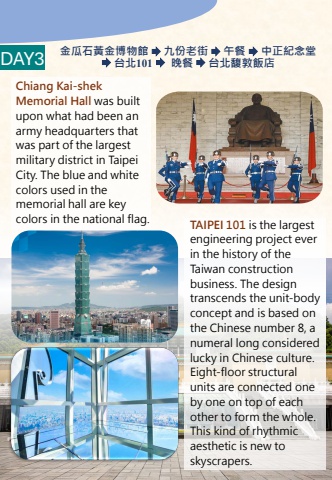 DAY3
金瓜石黃金博物館➡九份老街➡午餐➡中正紀念堂
➡台北101➡ 晚餐➡台北馥敦飯店
Chiang Kai-shek
Memorial Hall was built
upon what had been an
army headquarters that
was part of the largest
military district in Taipei
City. The blue and white
colors used in the
memorial hall are key
colors in the national flag.
TAIPEI 101 is the largest
engineering project ever
in the history of the
Taiwan construction
business. The design
transcends the unit-body
concept and is based on
the Chinese number 8, a
numeral long considered
lucky in Chinese culture.
Eight-floor structural
units are connected one
by one on top of each
other to form the whole.
This kind of rhythmic
aesthetic is new to
skyscrapers.